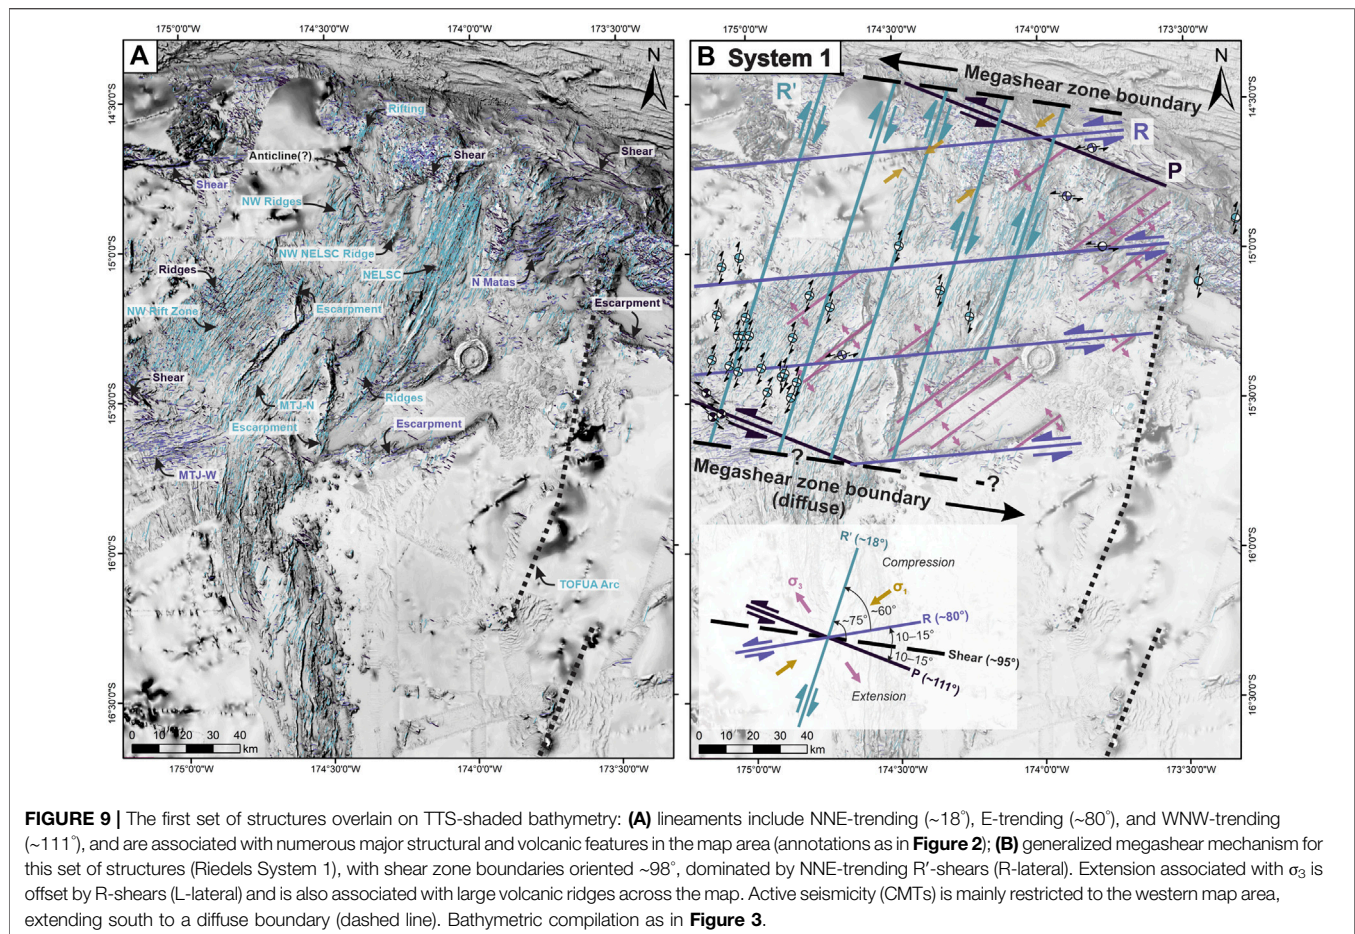 175°0'0"W 174°30'0"W 174°0'0"W 173°30'0"W
175°0'0"W 174°30'0"W 174°0'0"W 173°30'0"W
14°30'0"S
15°0'0"S
15°30'0"S
16°0'0"S
16°30'0"S
A
N
Rifting
Anticline(?)
Shear
Shear
Shear
NW Ridges
NW NELSC Ridge
NELSC
N Matas
Ridges
NW Rift Zone
Escarpment
Escarpment
Shear
MTJ-N
Ridges
Escarpment
Escarpment
MTJ-W
TOFUA Arc
0 10 20 30 40
km
175°0'0"W 174°30'0"W 174°0'0"W 173°30'0"W
B System 1
N
Megashear zone boundary
R'
R
P
14°30'0"S
15°0'0"S
15°30'0"S
16°0'0"S
16°30'0"S
?
?
Megashear zone boundary
(diffuse)
R' (~18°)
Compression
σ3
σ1
~60°
~75°
R (~80°)
10–15°
Shear (~95°)
10–15°
P (~111°)
Extension
0 10 20 30 40
km
175°0'0"W 174°30'0"W 174°0'0"W 173°30'0"W
FIGURE 9 | The first set of structures overlain on TTS-shaded bathymetry: (A) lineaments include NNE-trending (~18°), E-trending (~80°), and WNW-trending
(~111°), and are associated with numerous major structural and volcanic features in the map area (annotations as in Figure 2); (B) generalized megashear mechanism for
this set of structures (Riedels System 1), with shear zone boundaries oriented ~98°, dominated by NNE-trending R′-shears (R-lateral). Extension associated with σ3 is
offset by R-shears (L-lateral) and is also associated with large volcanic ridges across the map. Active seismicity (CMTs) is mainly restricted to the western map area,
extending south to a diffuse boundary (dashed line). Bathymetric compilation as in Figure 3.